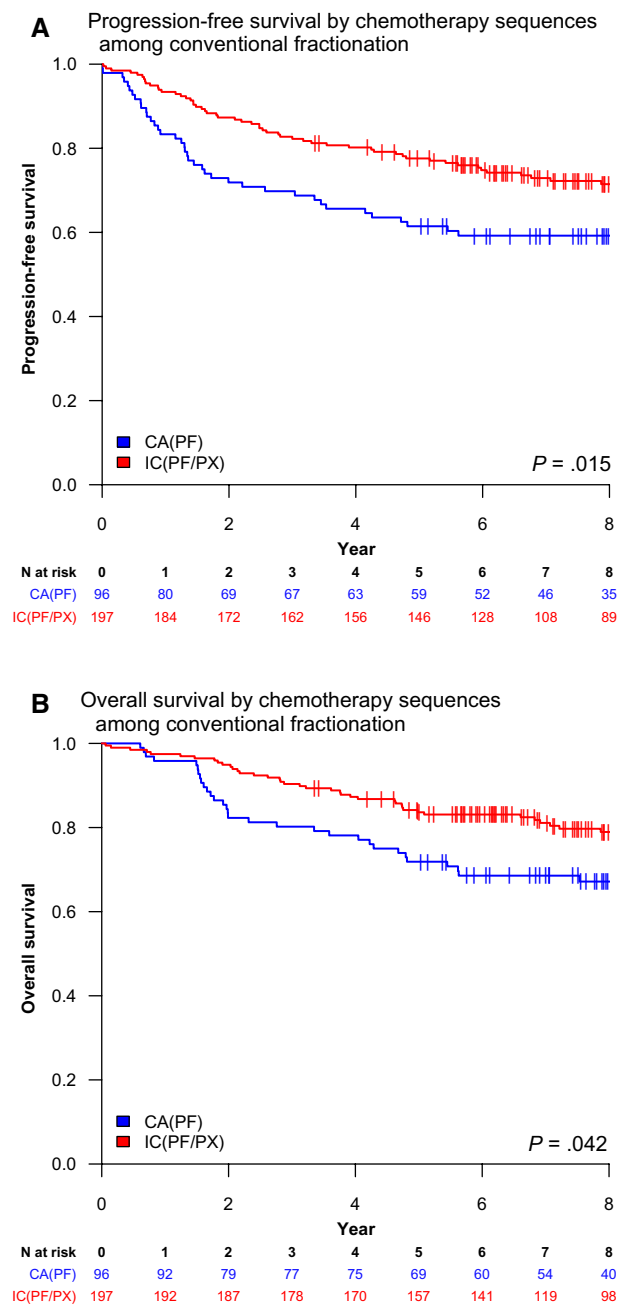 A Progression-free survival by chemotherapy sequences
among conventional fractionation
1.0
0.8
0.6
0.4
0.2
0.0
Progression-free survival
CA(PF)
IC(PF/PX)
P = .015
0 2 4 6 8
Year
N at risk 0 1 2 3 4 5 6 7 8
CA(PF) 96 80 69 67 63 59 52 46 35
IC(PF/PX) 197 184 172 162 156 146 128 108 89
B Overall survival by chemotherapy sequences
among conventional fractionation
1.0
0.8
0.6
0.4
0.2
0.0
Overall survival
CA(PF)
IC(PF/PX)
P = .042
0 2 4 6 8
Year
N at risk 0 1 2 3 4 5 6 7 8
CA(PF) 96 92 79 77 75 69 60 54 40
IC(PF/PX) 197 192 187 178 170 157 141 119 98